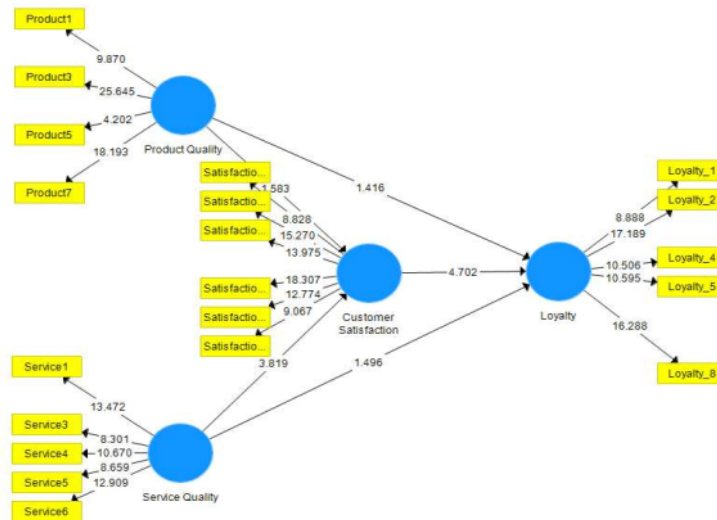 Product1
9.870
Product3
25.645
Product5
4.202
18.193
Product7
Product Quality
Satisfactio...
1.583
Satisfactio...
8.828
Satisfactio...
15.270
13.975
Satisfactio...
18.307
Satisfactio...
12.774
Satisfactio...
9.067
Customer
Satisfaction
3.819
1.416
4.702
1.496
Loyalty
Loyalty_1
8.888
Loyalty_2
17.189
Loyalty_4
10.506
Loyalty_5
10.595
16.288
Loyalty_8
Service1
13.472
Service3
8.301
Service4
10.670
Service5
8.659
Service6
12.909
Service Quality